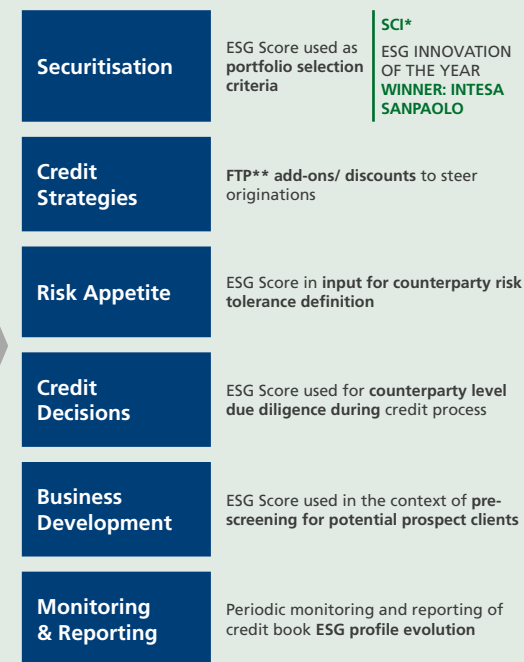 Securitisation
ESG Score used as
portfolio selection
criteria
SCI*
ESG INNOVATION
OF THE YEAR
WINNER: INTESA
SANPAOLO
Credit
Strategies
FTP** add-ons/ discounts to steer
originations
Risk Appetite
ESG Score in input for counterparty risk
tolerance definition
Credit
Decisions
ESG Score used for counterparty level
due diligence during credit process
Business
Development
ESG Score used in the context of pre-
screening for potential prospect clients
Monitoring
& Reporting
Periodic monitoring and reporting of
credit book ESG profile evolution